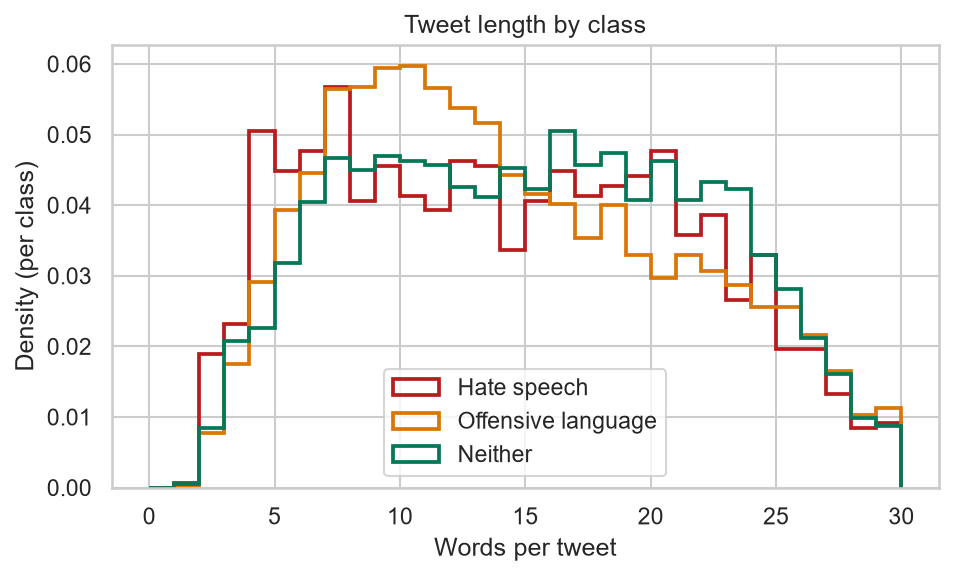 Tweet length by class
Density (per class)
0.06
0.05
0.04
0.03
0.02
0.01
0.00
Hate speech
Offensive language
Neither
0 5 10 15 20 25 30
Words per tweet